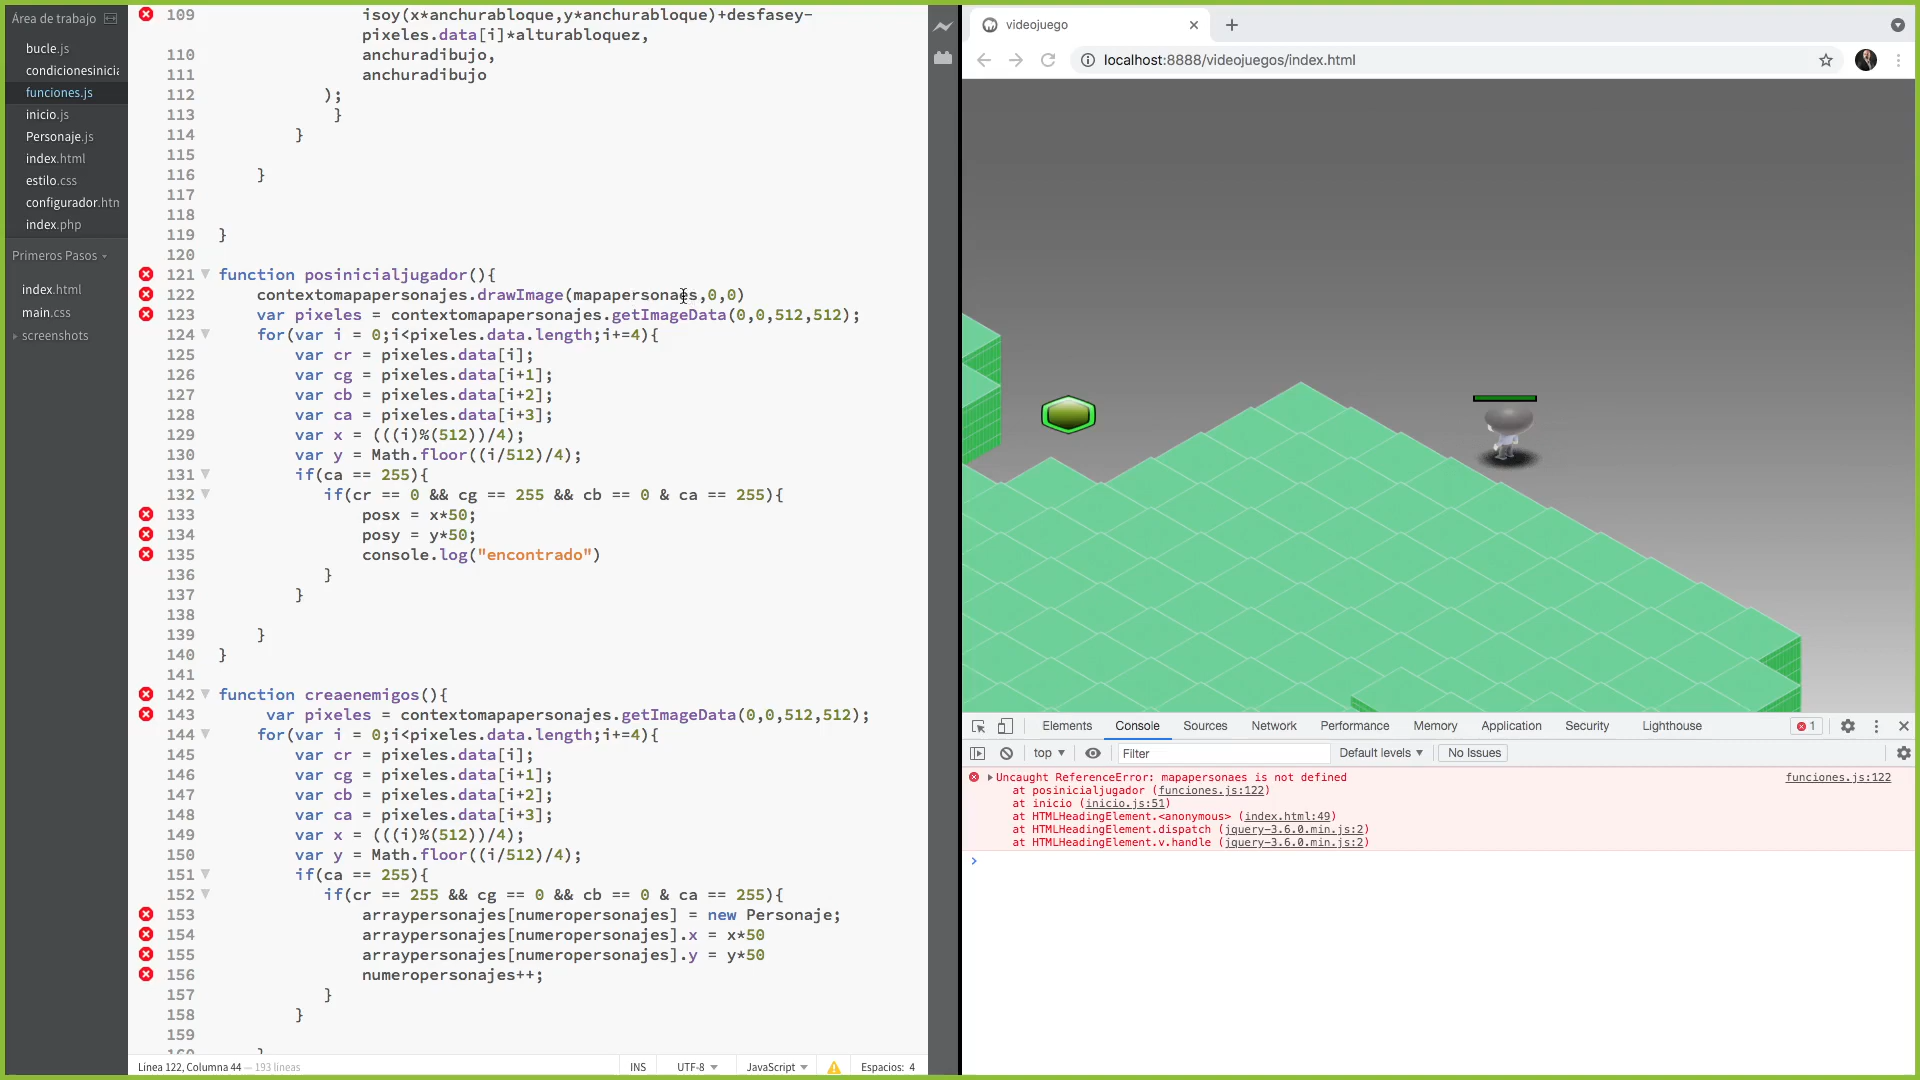 Área de trabajo
bucle.js
condicionesinicia
funciones.js
inicio.js
Personaje.js
index.html
estilo.css
configurador.htm
index.php
Primeros Pasos
index.html
main.css
screenshots
109 isoy(x*anchurabloque,y*anchurabloque)+desfasey-
pixeles.data[i]*alturabloquez,
110 anchuradibujo,
111 anchuradibujo
112 );
113 }
114 }
115
116 }
117
118
119 }
120
121 function posinicialjugador(){
122 contextomapapersonajes.drawImage(mapapersonaes,0,0)
123 var pixeles = contextomapapersonajes.getImageData(0,0,512,512);
124 for(var i = 0;i<pixeles.data.length;i+=4){
125 var cr = pixeles.data[i];
126 var cg = pixeles.data[i+1];
127 var cb = pixeles.data[i+2];
128 var ca = pixeles.data[i+3];
129 var x = (((i)%(512))/4);
130 var y = Math.floor((i/512)/4);
131 if(ca == 255){
132 if(cr == 0 && cg == 255 && cb == 0 & ca == 255){
133 posx = x*50;
134 posy = y*50;
135 console.log("encontrado")
136 }
137 }
138
139 }
140 }
141
142 function creaenemigos(){
143 var pixeles = contextomapapersonajes.getImageData(0,0,512,512);
144 for(var i = 0;i<pixeles.data.length;i+=4){
145 var cr = pixeles.data[i];
146 var cg = pixeles.data[i+1];
147 var cb = pixeles.data[i+2];
148 var ca = pixeles.data[i+3];
149 var x = (((i)%(512))/4);
150 var y = Math.floor((i/512)/4);
151 if(ca == 255){
152 if(cr == 255 && cg == 0 && cb == 0 & ca == 255){
153 arraypersonajes[numeropersonajes] = new Personaje;
154 arraypersonajes[numeropersonajes].x = x*50
155 arraypersonajes[numeropersonajes].y = y*50
156 numeropersonajes++;
157 }
158 }
159
160 }
Línea 122, Columna 44 — 193 líneas INS UTF-8 JavaScript Espacios: 4
videojuego
localhost:8888/videojuegos/index.html
Elements Console Sources Network Performance Memory Application Security Lighthouse 1
top Filter Default levels No Issues
Uncaught ReferenceError: mapapersonaes is not defined funciones.js:122
at posinicialjugador (funciones.js:122)
at inicio (inicio.js:51)
at HTMLHeadingElement.<anonymous> (index.html:49)
at HTMLHeadingElement.dispatch (jquery-3.6.0.min.js:2)
at HTMLHeadingElement.v.handle (jquery-3.6.0.min.js:2)